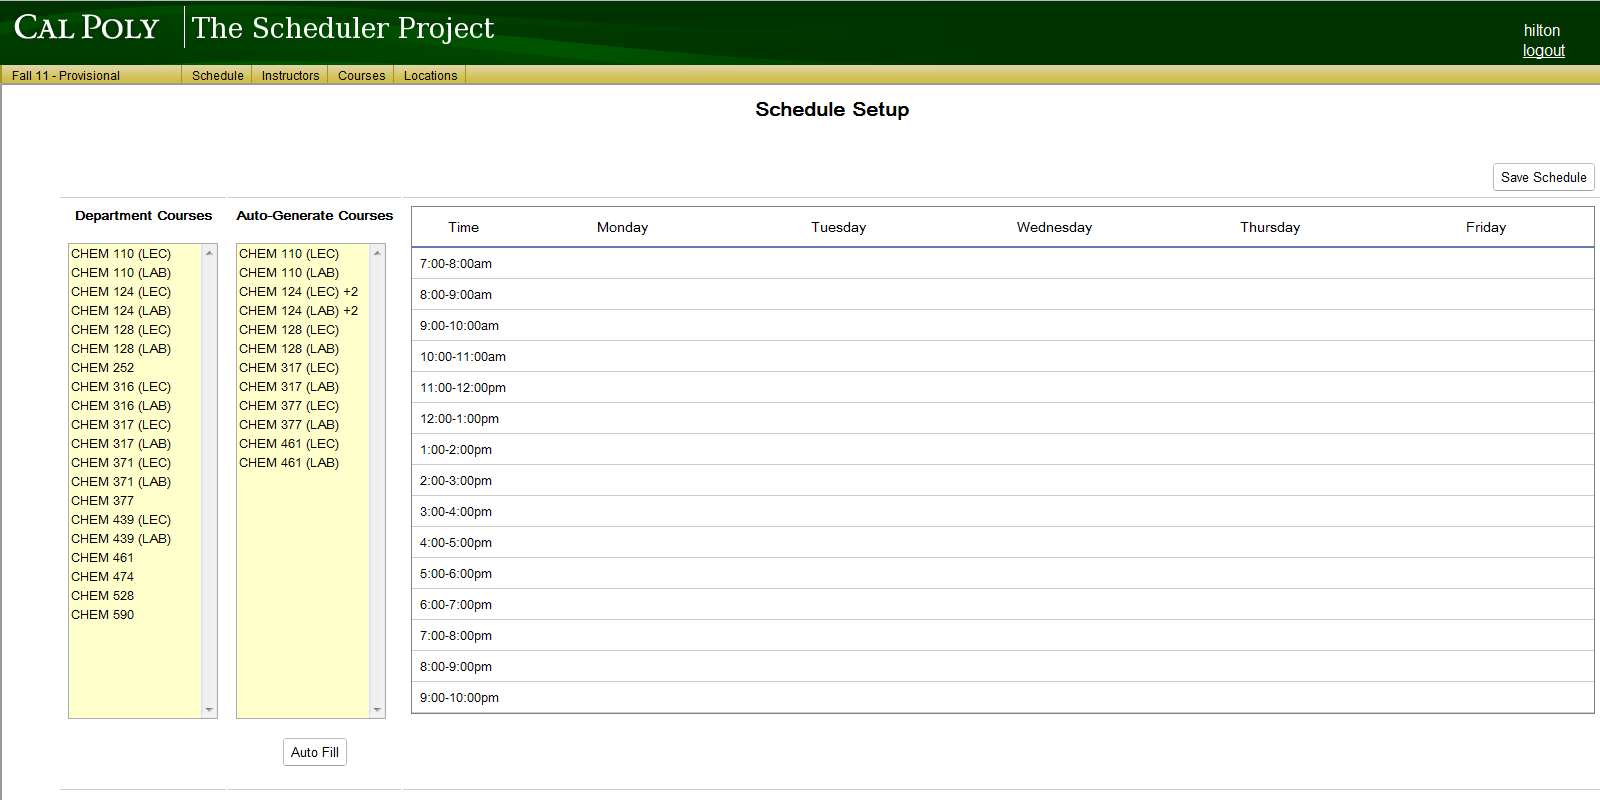 CAL POLY
The Scheduler Project
hilton
logout
Fall 11 - Provisional
Schedule
Instructors
Courses
Locations
Schedule Setup
Save Schedule
Department Courses
CHEM 110 (LEC)
CHEM 110 (LAB)
CHEM 124 (LEC)
CHEM 124 (LAB)
CHEM 128 (LEC)
CHEM 128 (LAB)
CHEM 252
CHEM 316 (LEC)
CHEM 316 (LAB)
CHEM 317 (LEC)
CHEM 317 (LAB)
CHEM 371 (LEC)
CHEM 371 (LAB)
CHEM 377
CHEM 439 (LEC)
CHEM 439 (LAB)
CHEM 461
CHEM 474
CHEM 528
CHEM 590
Auto-Generate Courses
CHEM 110 (LEC)
CHEM 110 (LAB)
CHEM 124 (LEC) +2
CHEM 124 (LAB) +2
CHEM 128 (LEC)
CHEM 128 (LAB)
CHEM 317 (LEC)
CHEM 317 (LAB)
CHEM 377 (LEC)
CHEM 377 (LAB)
CHEM 461 (LEC)
CHEM 461 (LAB)
Auto Fill
Time Monday Tuesday Wednesday Thursday Friday
7:00-8:00am
8:00-9:00am
9:00-10:00am
10:00-11:00am
11:00-12:00pm
12:00-1:00pm
1:00-2:00pm
2:00-3:00pm
3:00-4:00pm
4:00-5:00pm
5:00-6:00pm
6:00-7:00pm
7:00-8:00pm
8:00-9:00pm
9:00-10:00pm